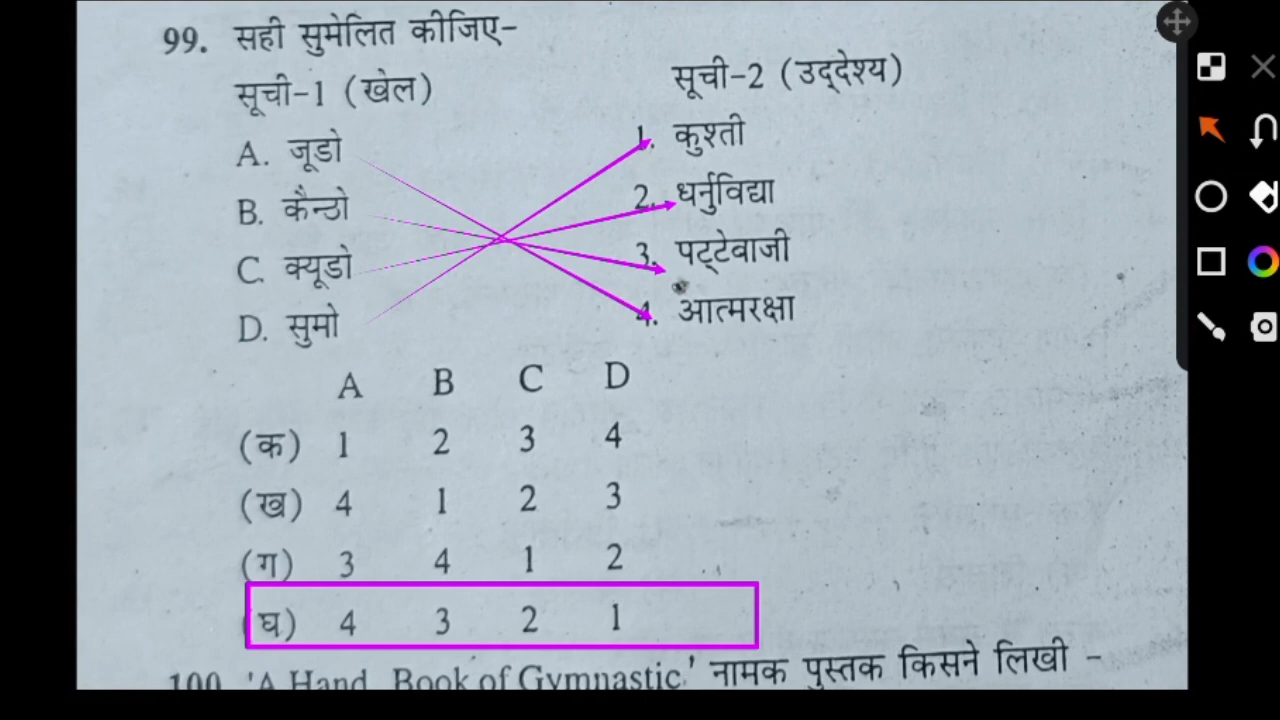 99. सही सुमेलित कीजिए-
सूची-1 (खेल) सूची-2 (उद्देश्य)
A. जूडो 1. कुश्ती
B. कैन्ठो 2. धर्नुविद्या
C. क्यूडो 3. पट्टेबाजी
D. सुमो 4. आत्मरक्षा
A B C D
(क) 1 2 3 4
(ख) 4 1 2 3
(ग) 3 4 1 2
(घ) 4 3 2 1
100. 'A Hand Book of Gymnastic' नामक पुस्तक किसने लिखी -